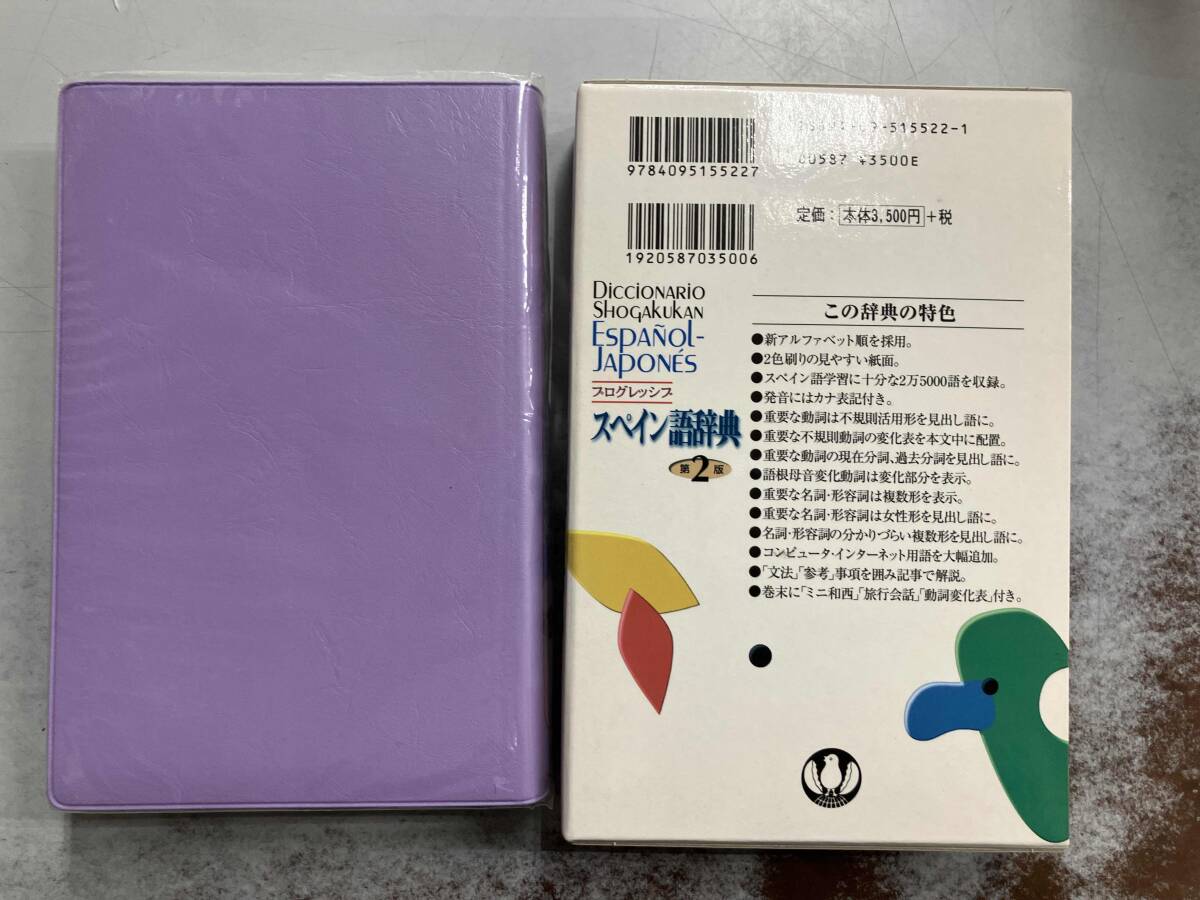 9784095155227
-515522-1
¥3500E
1920587035006
定価：本体3,500円+税
Diccionario
Shogakukan
Español-
Japonés
プログレッシブ
スペイン語辞典
第2版
この辞典の特色
●新アルファベット順を採用。
●2色刷りの見やすい紙面。
●スペイン語学習に十分な2万5000語を収録。
●発音にはカナ表記付き。
●重要な動詞は不規則活用形を見出し語に。
●重要な不規則動詞の変化表を本文中に配置。
●重要な動詞の現在分詞、過去分詞を見出し語に。
●語根母音変化動詞は変化部分を表示。
●重要な名詞・形容詞は複数形を表示。
●重要な名詞・形容詞は女性形を見出し語に。
●名詞・形容詞の分かりづらい複数形を見出し語に。
●コンピュータ・インターネット用語を大幅追加。
●「文法」「参考」事項を囲み記事で解説。
●巻末に「ミニ和西」「旅行会話」「動詞変化表」付き。